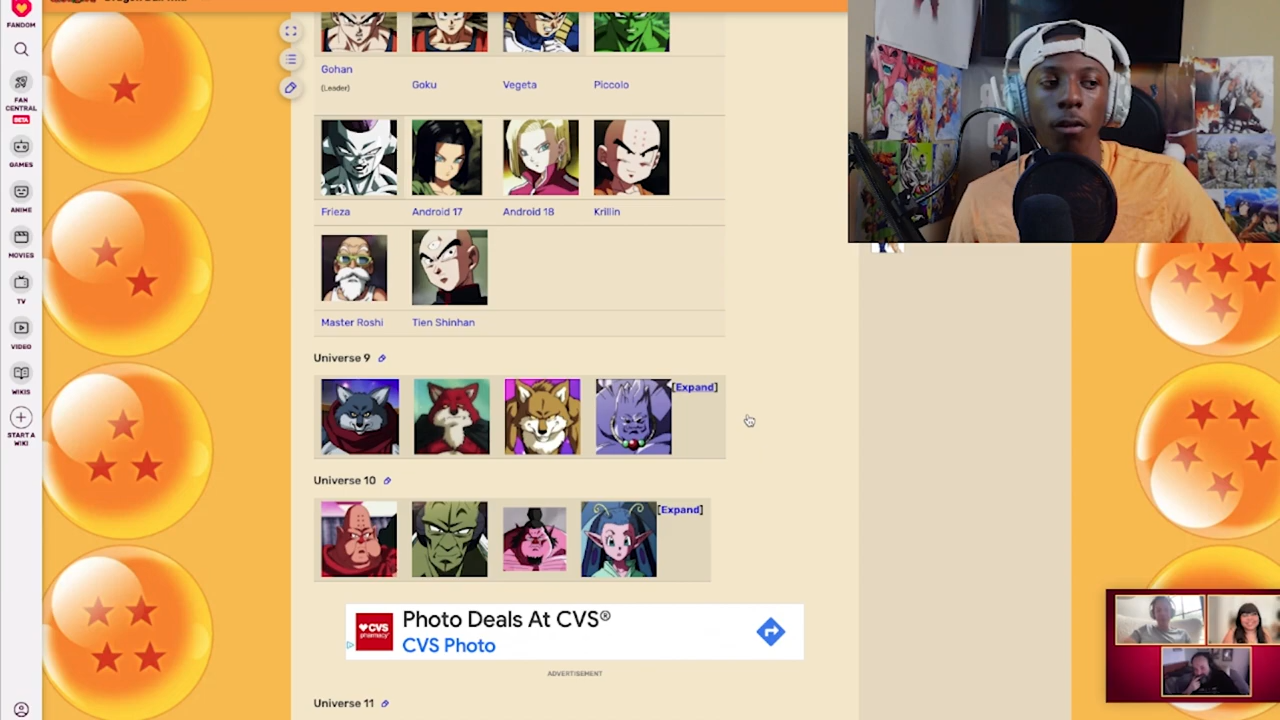 FANDOM
FAN CENTRAL
BETA
GAMES
ANIME
MOVIES
TV
VIDEO
WIKIS
START A WIKI
Gohan
(Leader)
Goku
Vegeta
Piccolo
Frieza
Android 17
Android 18
Krillin
Master Roshi
Tien Shinhan
Universe 9
[Expand]
Universe 10
[Expand]
CVS
pharmacy
Photo Deals At CVS®
CVS Photo
ADVERTISEMENT
Universe 11